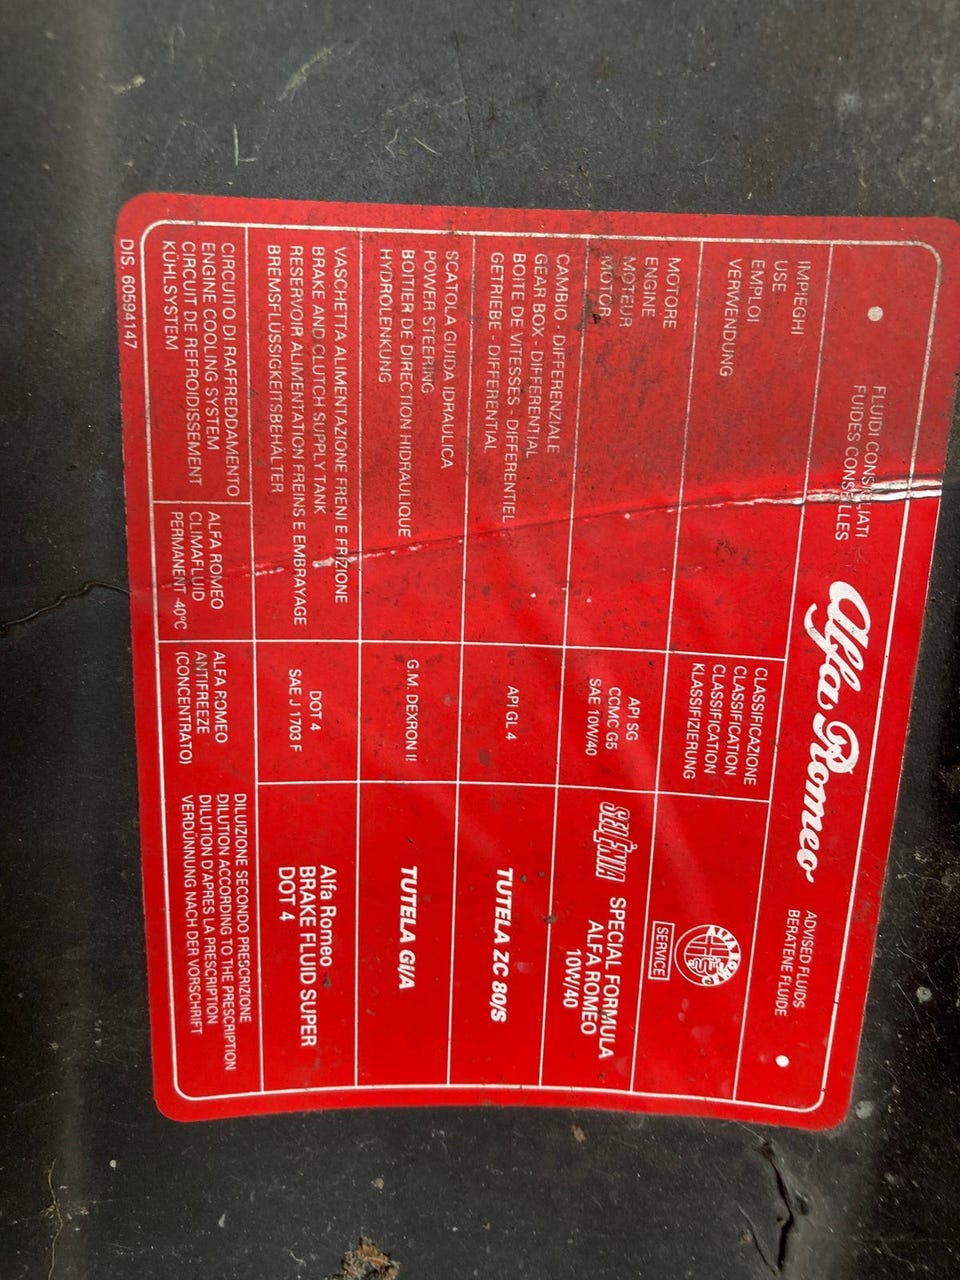 FLUIDI CONSIGLIATI
FUIDES CONSEILLES
Alfa Romeo
ADVISED FLUIDS
BERATENE FLUIDE
IMPIEGHI
USE
EMPLOI
VERWENDUNG
CLASSIFICAZIONE
CLASSIFICATION
CLASSIFICATION
KLASSIFIZIERUNG
ALFA ROMEO
SERVICE
MOTORE
ENGINE
MOTEUR
MOTOR
API SG
CCMC G5
SAE 10W/40
SELÈNIA
SPECIAL FORMULA
ALFA ROMEO
10W/40
CAMBIO - DIFFERENZIALE
GEAR BOX - DIFFERENTIAL
BOITE DE VITESSES - DIFFERENTIEL
GETRIEBE - DIFFERENTIAL
API GL 4
TUTELA ZC 80/S
SCATOLA GUIDA IDRAULICA
POWER STEERING
BOITIER DE DIRECTION HIDRAULIQUE
HYDROLENKUNG
G.M. DEXRON II
TUTELA GI/A
VASCHETTA ALIMENTAZIONE FRENI E FRIZIONE
BRAKE AND CLUTCH SUPPLY TANK
RESERVOIR ALIMENTATION FREINS E EMBRAYAGE
BREMSFLÜSSIGKEITSBEHÄLTER
DOT 4
SAE J 1703 F
Alfa Romeo
BRAKE FLUID SUPER
DOT 4
CIRCUITO DI RAFFREDDAMENTO
ENGINE COOLING SYSTEM
CIRCUIT DE REFROIDISSEMENT
KÜHLSYSTEM
ALFA ROMEO
CLIMAFLUID
PERMANENT -40°C
ALFA ROMEO
ANTIFREEZE
(CONCENTRATO)
DILUIZIONE SECONDO PRESCRIZIONE
DILUTION ACCORDING TO THE PRESCRIPTION
DILUTION D'APRES LA PRESCRIPTION
VERDÜNNUNG NACH DER VORSCHRIFT
DIS. 6059147